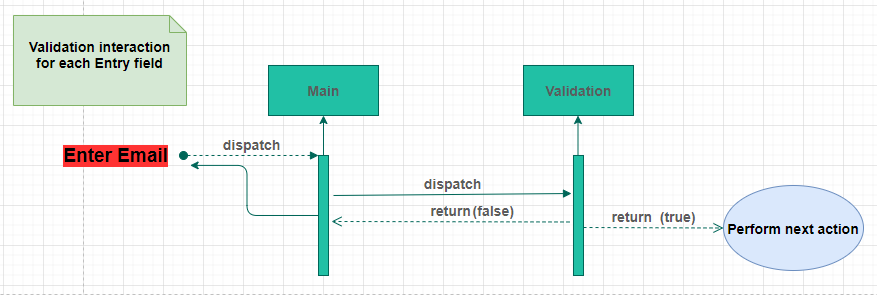 Validation interaction
for each Entry field
Main
Validation
Enter Email
dispatch
dispatch
return (false)
return (true)
Perform next action